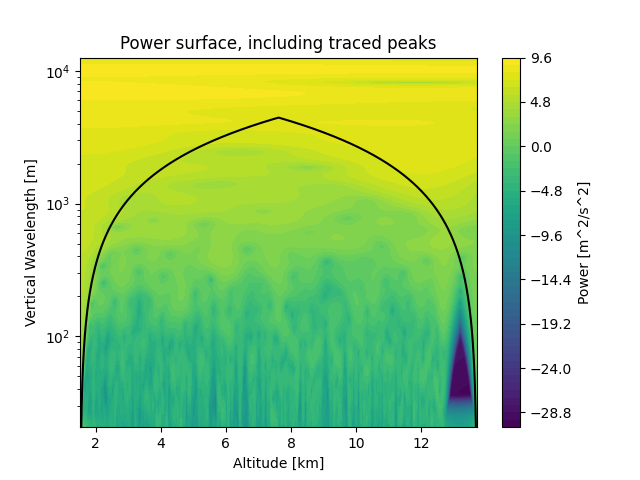 Power surface, including traced peaks
10^4
10^3
10^2
Vertical Wavelength [m]
2 4 6 8 10 12
Altitude [km]
9.6
4.8
0.0
−4.8
−9.6
−14.4
−19.2
−24.0
−28.8
Power [m^2/s^2]